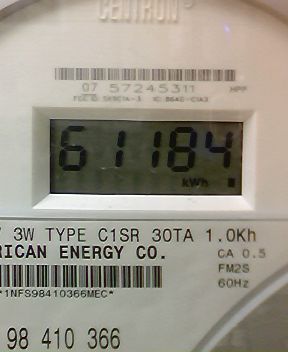 CENTRON
07 57245311 HPP
61184
kWh
3W TYPE C1SR 30TA 1.0Kh
RICAN ENERGY CO. CA 0.5
FM2S
*1NFS98410366MEC* 60Hz
98 410 366